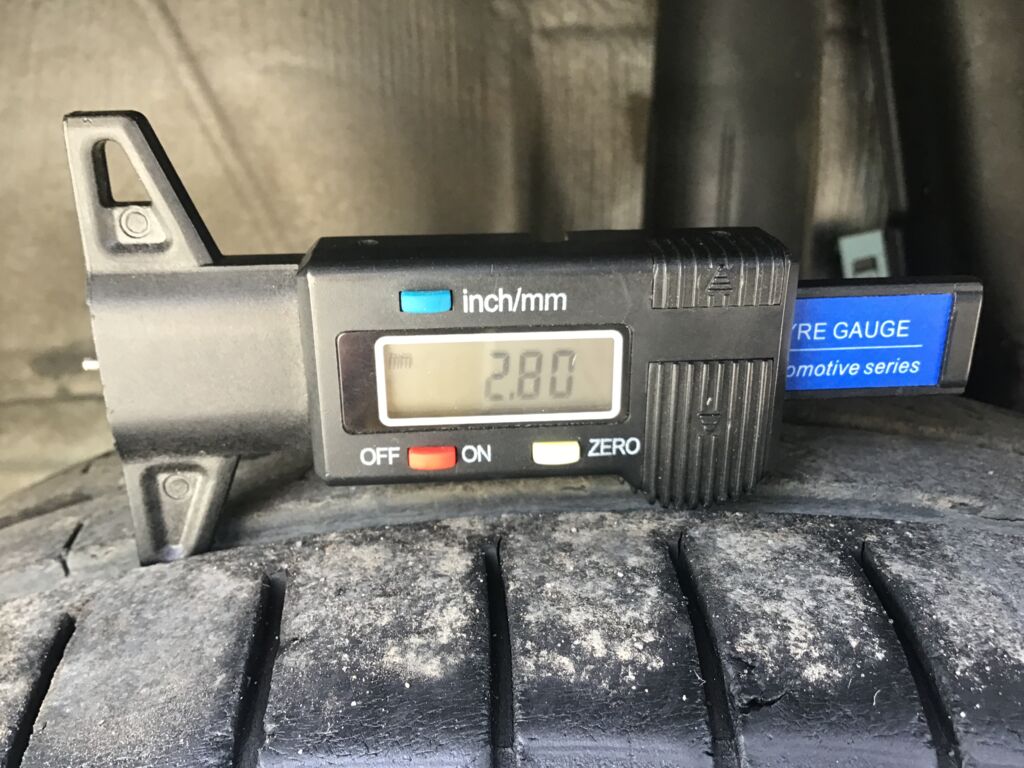 inch/mm
mm
2.80
OFF
ON
ZERO
YRE GAUGE
omotive series